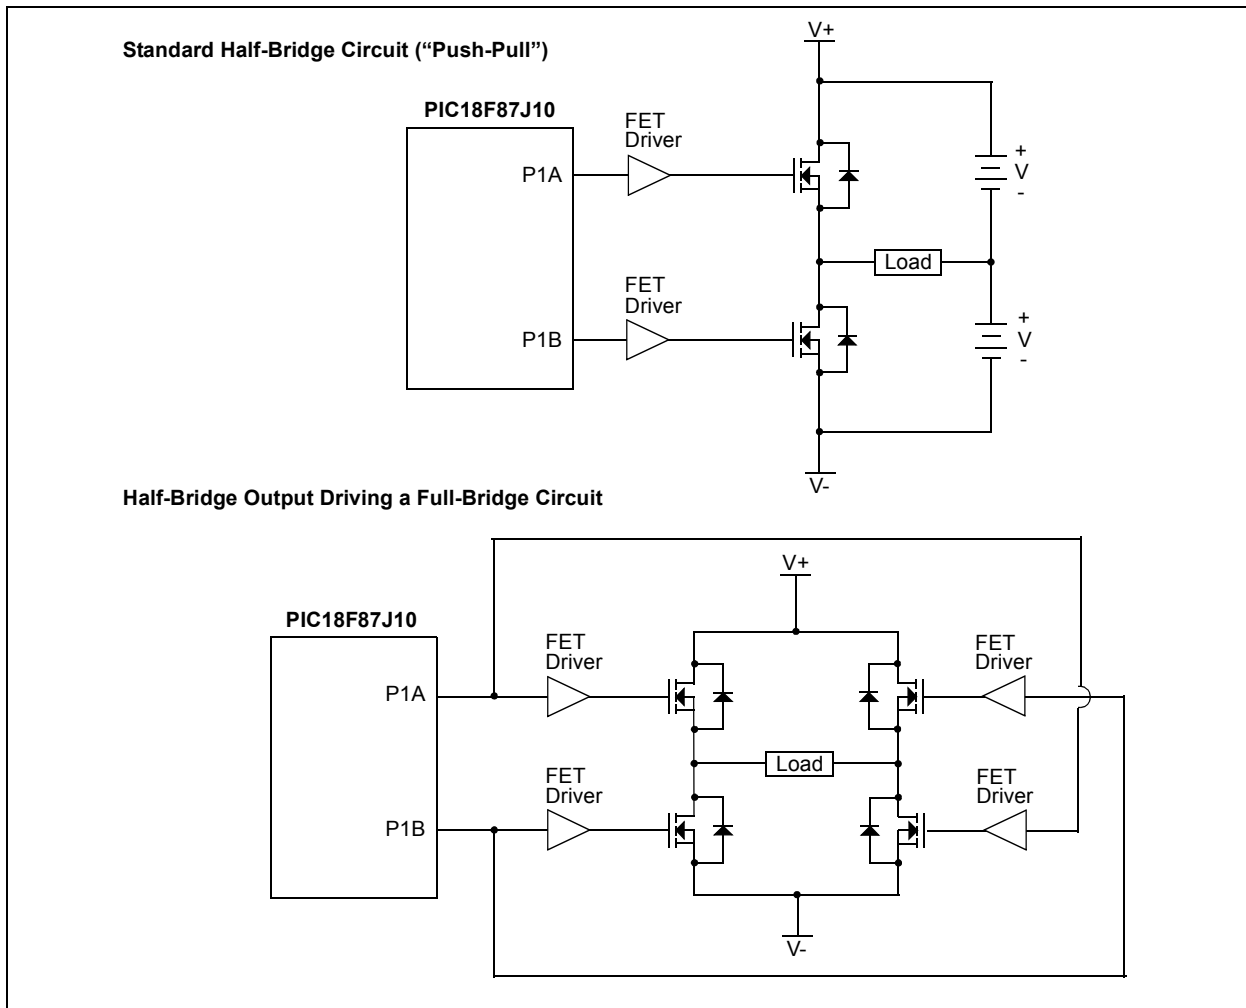 Standard Half-Bridge Circuit (“Push-Pull”)
V+
PIC18F87J10
FET
Driver
P1A
+
V
-
Load
FET
Driver
P1B
+
V
-
V-
Half-Bridge Output Driving a Full-Bridge Circuit
V+
PIC18F87J10
FET
Driver
FET
Driver
P1A
Load
FET
Driver
FET
Driver
P1B
V-